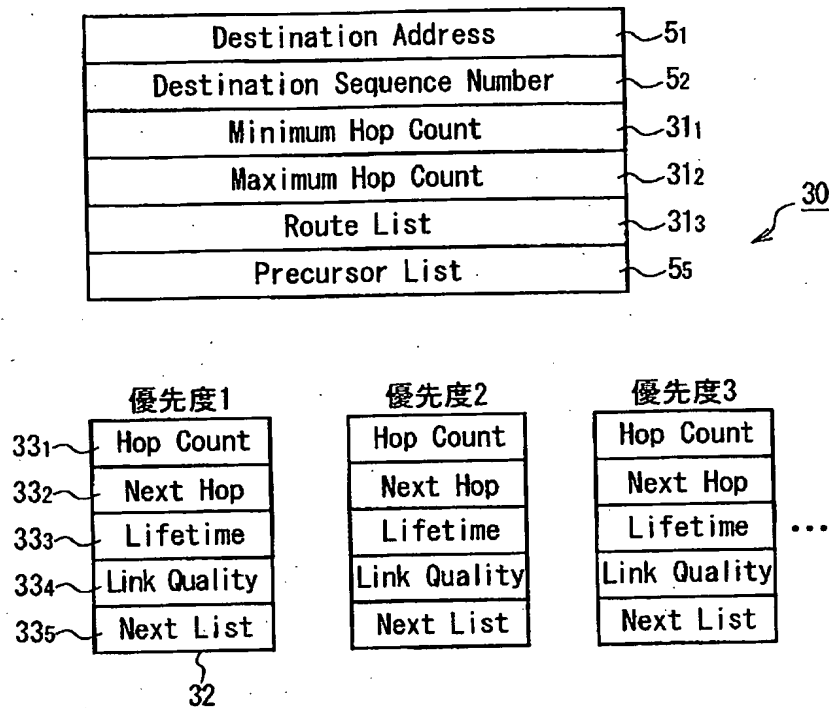 Destination Address 5₁
Destination Sequence Number 5₂
Minimum Hop Count 31₁
Maximum Hop Count 31₂
Route List 31₃
Precursor List 5₅
30
優先度1 優先度2 優先度3
33₁ Hop Count Hop Count Hop Count
33₂ Next Hop Next Hop Next Hop
33₃ Lifetime Lifetime Lifetime ...
33₄ Link Quality Link Quality Link Quality
33₅ Next List Next List Next List
32